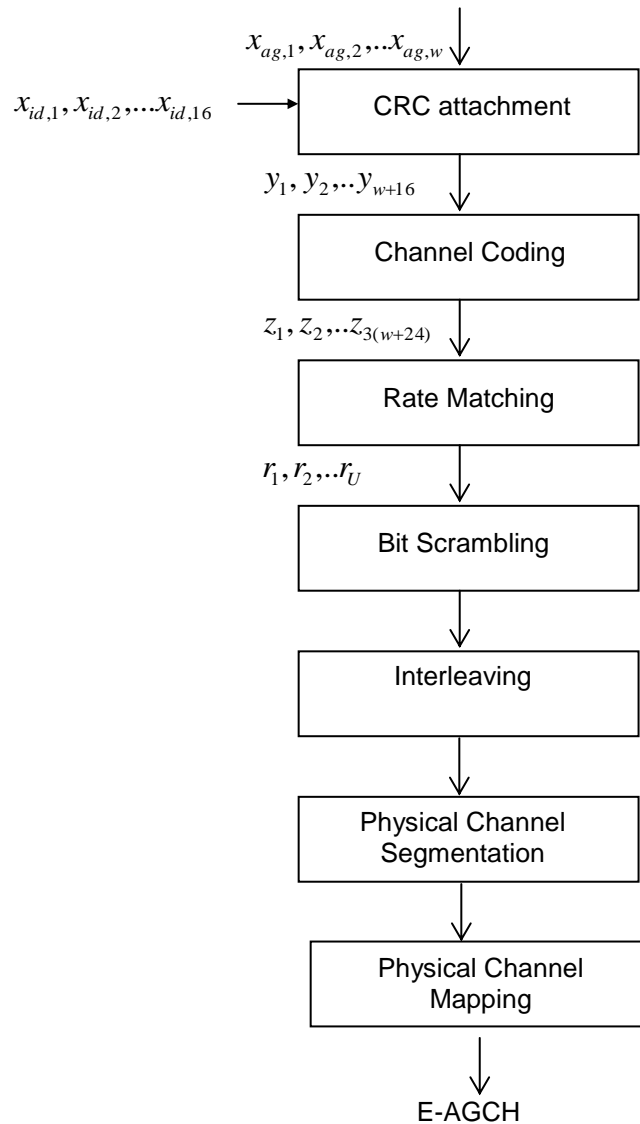 x_{ag,1}, x_{ag,2},..x_{ag,w}
x_{id,1}, x_{id,2},...x_{id,16}
CRC attachment
y_1, y_2,..y_{w+16}
Channel Coding
z_1, z_2,..z_{3(w+24)}
Rate Matching
r_1, r_2,..r_U
Bit Scrambling
Interleaving
Physical Channel
Segmentation
Physical Channel
Mapping
E-AGCH